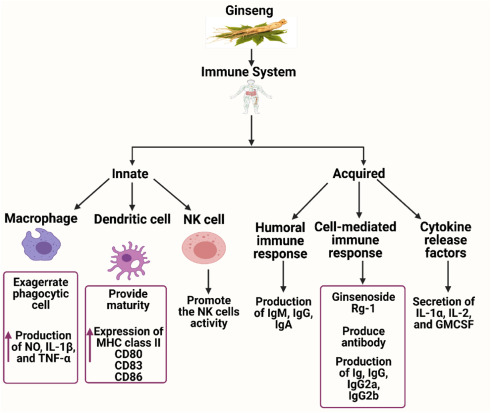 Ginseng
Immune System
Innate
Acquired
Macrophage
Dendritic cell
NK cell
Humoral
immune
response
Cell-mediated
immune
response
Cytokine
release
factors
Exagerrate
phagocytic
cell
Production
of NO, IL-1β,
and TNF-α
Provide
maturity
Expression of
MHC class II
CD80
CD83
CD86
Promote
the NK cells
activity
Production
of IgM, IgG,
IgA
Ginsenoside
Rg-1
Produce
antibody
Production
of Ig, IgG,
IgG2a,
IgG2b
Secretion of
IL-1α, IL-2,
and GMCSF